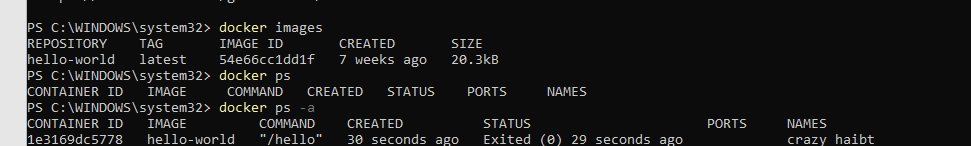 PS C:\WINDOWS\system32> docker images
REPOSITORY TAG IMAGE ID CREATED SIZE
hello-world latest 54e66cc1dd1f 7 weeks ago 20.3kB
PS C:\WINDOWS\system32> docker ps
CONTAINER ID IMAGE COMMAND CREATED STATUS PORTS NAMES
PS C:\WINDOWS\system32> docker ps -a
CONTAINER ID IMAGE COMMAND CREATED STATUS PORTS NAMES
1e3169dc5778 hello-world "/hello" 30 seconds ago Exited (0) 29 seconds ago crazy haibt